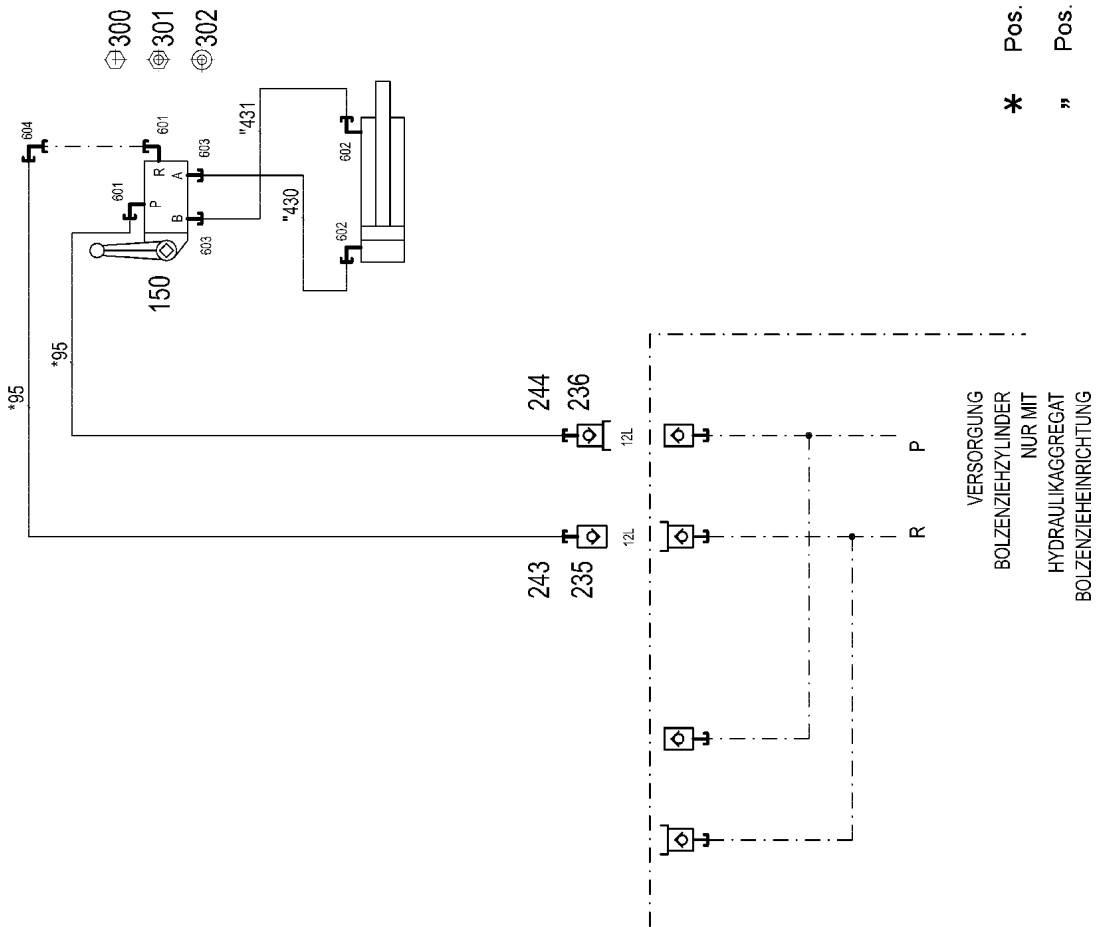 300
301
302
604
601
601
603
603
602
602
R
P
A
B
150
"431
"430
*95
*95
244
236
12L
243
235
12L
P
R
VERSORGUNG
BOLZENZIEHZYLINDER
NUR MIT
HYDRAULIKAGGREGAT
BOLZENZIEHEINRICHTUNG
* Pos.
" Pos.